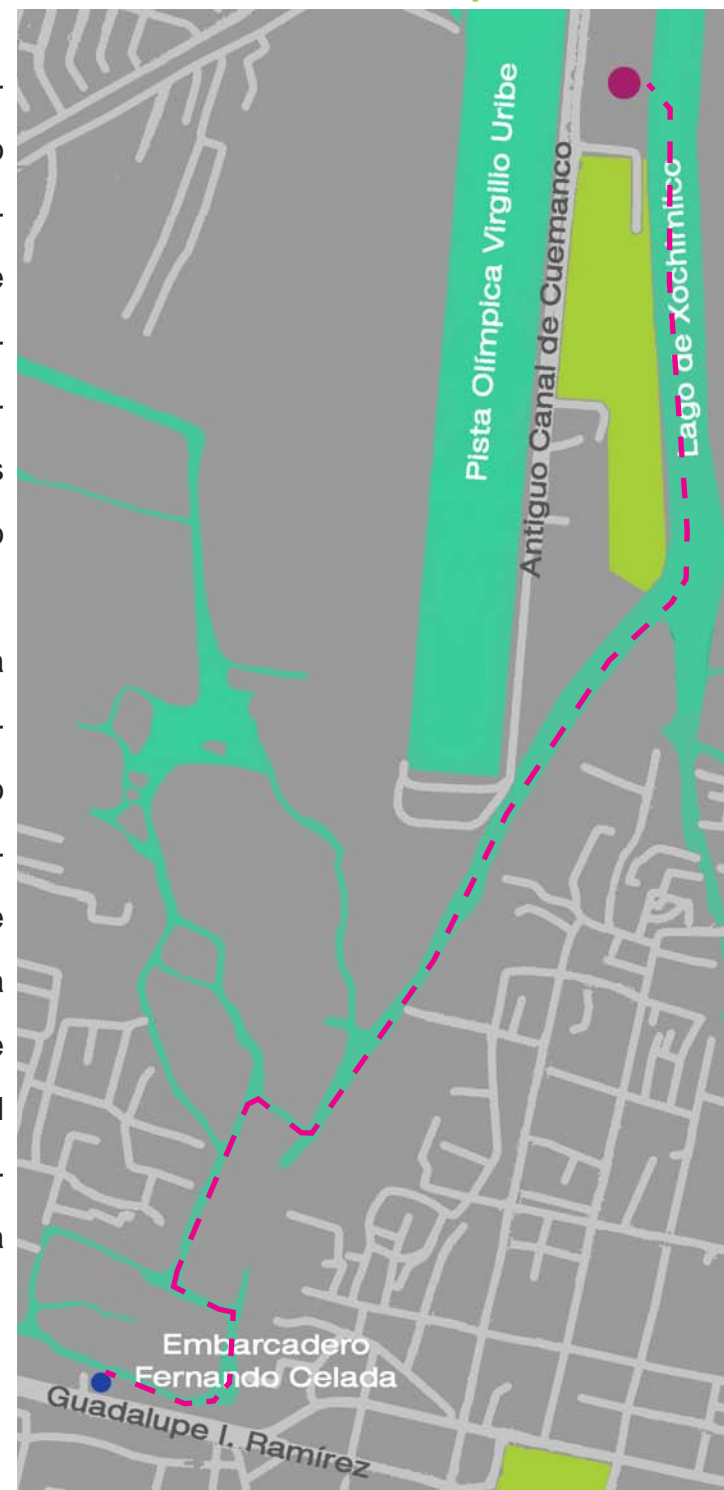 Pista Olímpica Virgilio Uribe
Antiguo Canal de Cuemanco
Lago de Xochimilco
Embarcadero
Fernando Celada
Guadalupe I. Ramírez